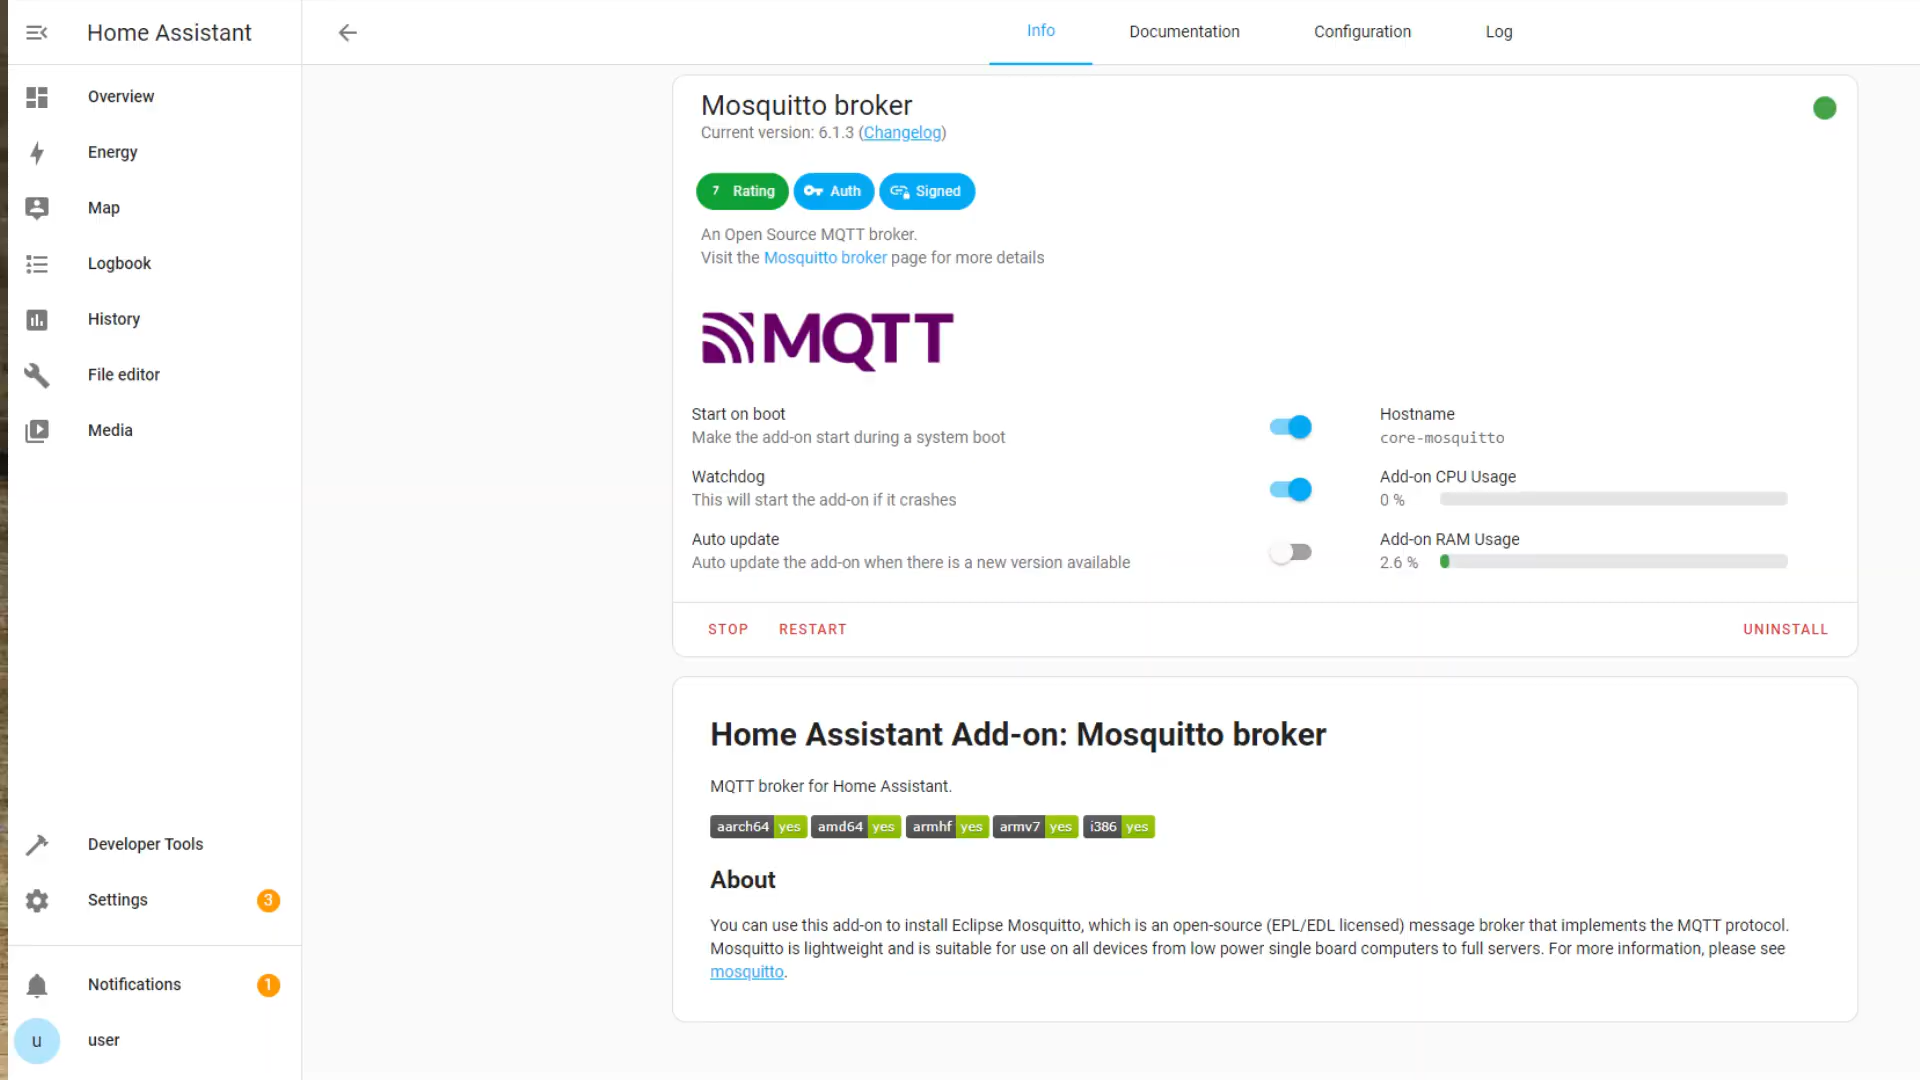 Home Assistant
Overview
Energy
Map
Logbook
History
File editor
Media
Developer Tools
Settings 3
Notifications 1
u user
Info Documentation Configuration Log
Mosquitto broker
Current version: 6.1.3 (Changelog)
7 Rating Auth Signed
An Open Source MQTT broker.
Visit the Mosquitto broker page for more details
MQTT
Start on boot
Make the add-on start during a system boot
Watchdog
This will start the add-on if it crashes
Auto update
Auto update the add-on when there is a new version available
Hostname
core-mosquitto
Add-on CPU Usage
0 %
Add-on RAM Usage
2.6 %
STOP RESTART UNINSTALL
Home Assistant Add-on: Mosquitto broker
MQTT broker for Home Assistant.
aarch64 yes amd64 yes armhf yes armv7 yes i386 yes
About
You can use this add-on to install Eclipse Mosquitto, which is an open-source (EPL/EDL licensed) message broker that implements the MQTT protocol.
Mosquitto is lightweight and is suitable for use on all devices from low power single board computers to full servers. For more information, please see
mosquitto.